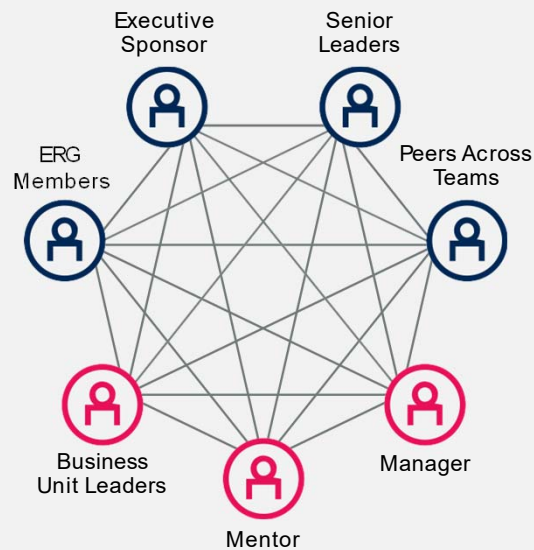 Executive
Sponsor
Senior
Leaders
ERG
Members
Peers Across
Teams
Business
Unit Leaders
Manager
Mentor